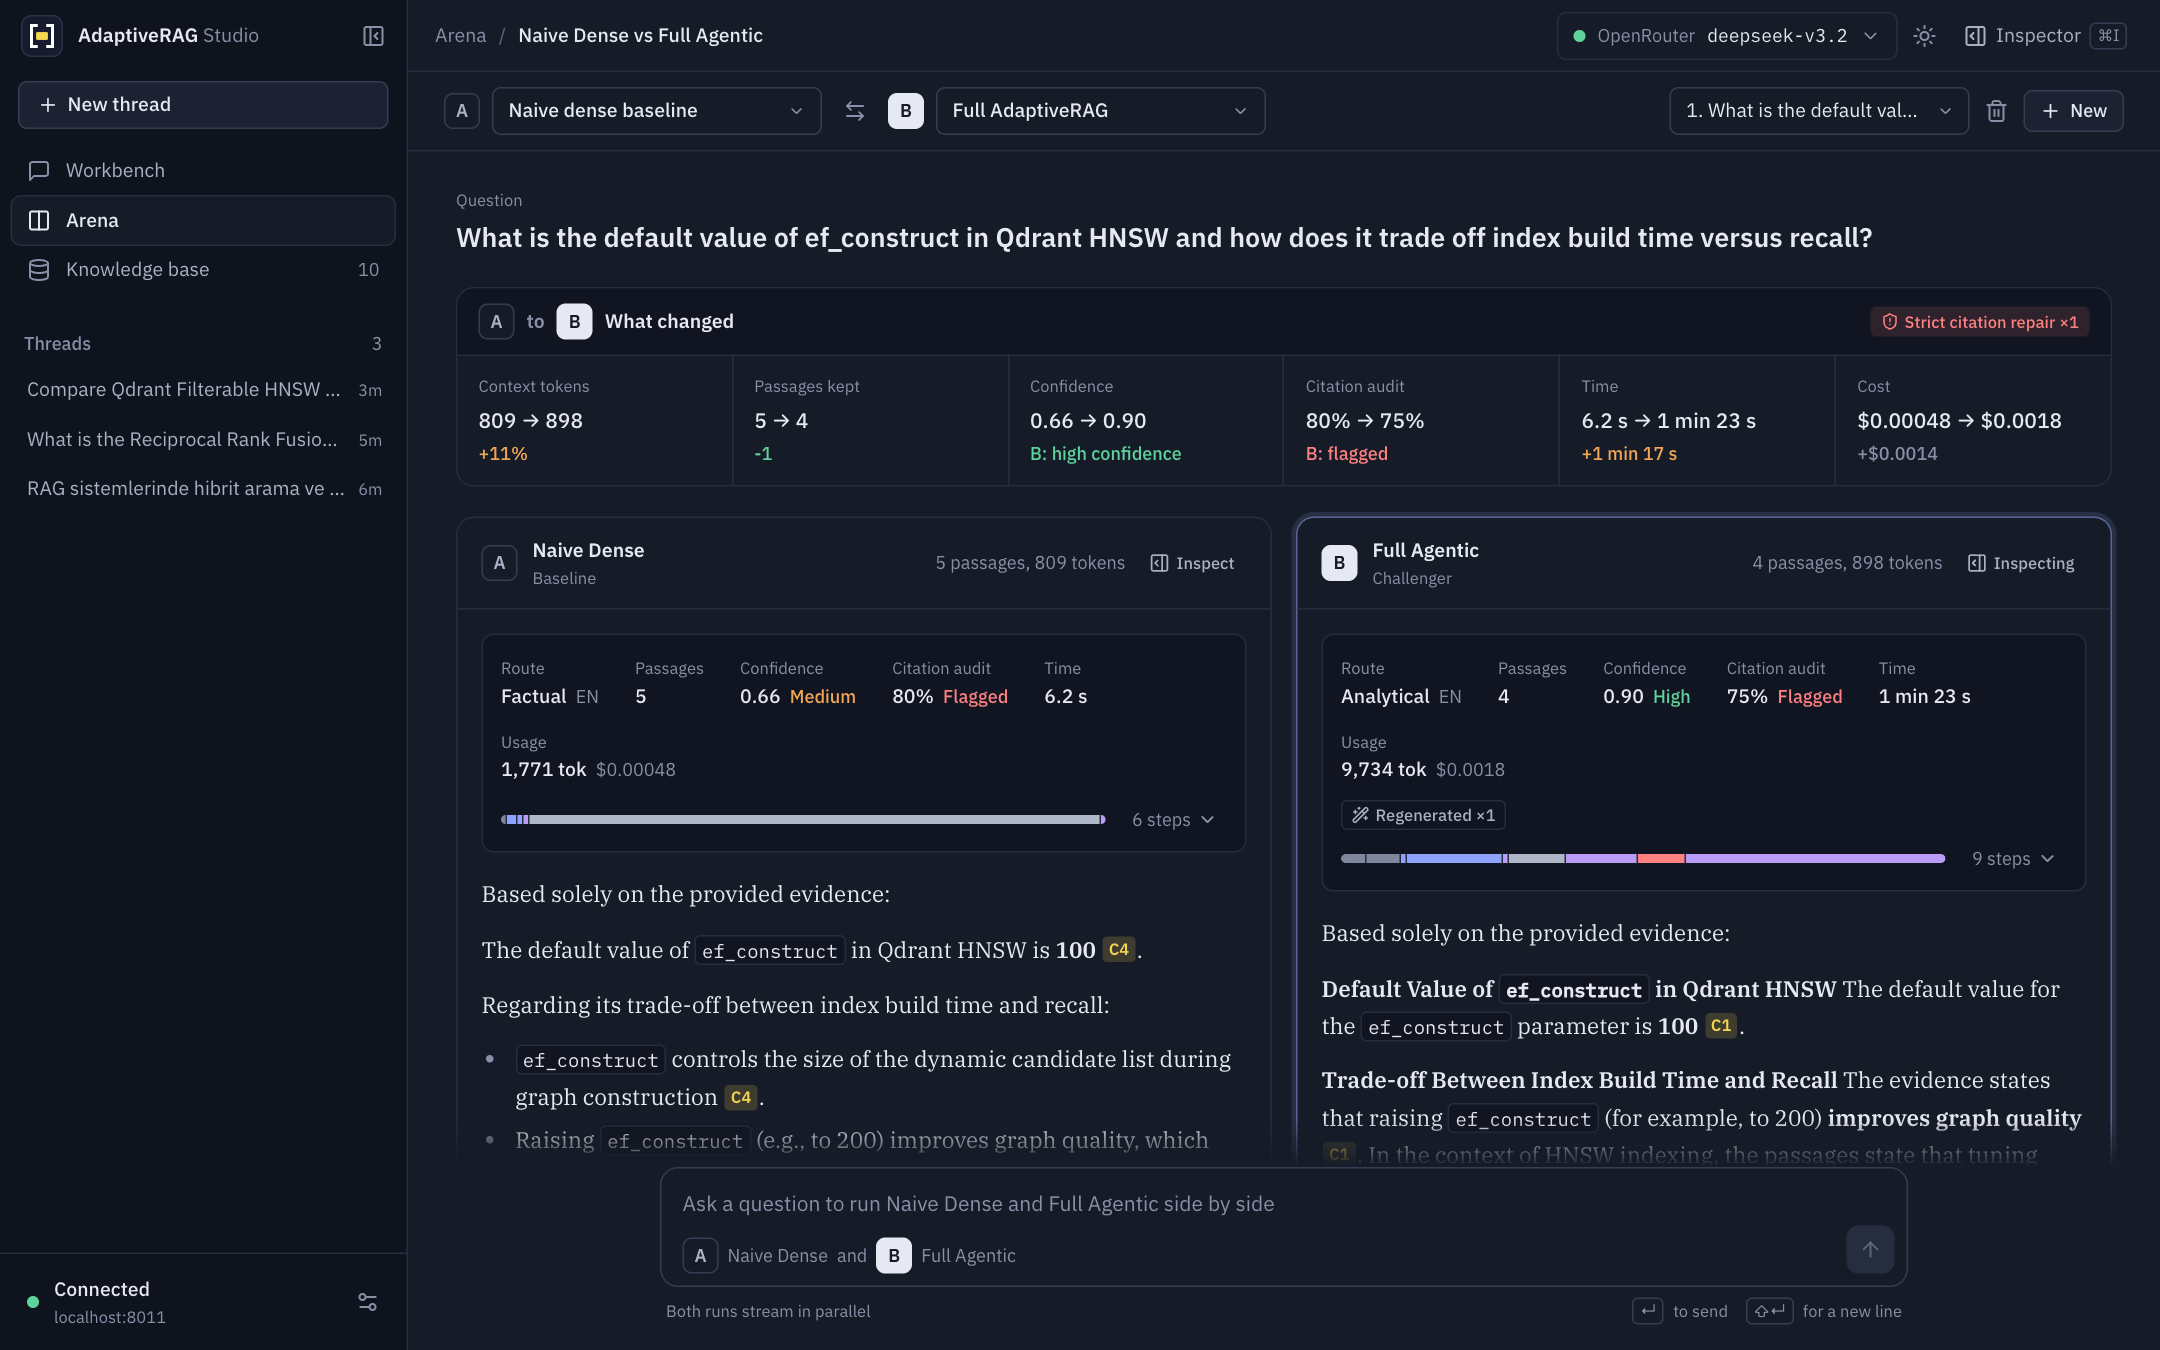 AdaptiveRAG Studio
New thread
Workbench
Arena
Knowledge base 10
Threads 3
Compare Qdrant Filterable HNSW ... 3m
What is the Reciprocal Rank Fusio... 5m
RAG sistemlerinde hibrit arama ve ... 6m
Connected
localhost:8011
Arena / Naive Dense vs Full Agentic
OpenRouter deepseek-v3.2
Inspector ⌘I
A Naive dense baseline
B Full AdaptiveRAG
1. What is the default val...
New
Question
What is the default value of ef_construct in Qdrant HNSW and how does it trade off index build time versus recall?
A to B What changed
Strict citation repair ×1
Context tokens
809 → 898
+11%
Passages kept
5 → 4
-1
Confidence
0.66 → 0.90
B: high confidence
Citation audit
80% → 75%
B: flagged
Time
6.2 s → 1 min 23 s
+1 min 17 s
Cost
$0.00048 → $0.0018
+$0.0014
A Naive Dense
Baseline
5 passages, 809 tokens
Inspect
Route
Factual EN
Passages
5
Confidence
0.66 Medium
Citation audit
80% Flagged
Time
6.2 s
Usage
1,771 tok $0.00048
6 steps
Based solely on the provided evidence:
The default value of ef_construct in Qdrant HNSW is 100 C4.
Regarding its trade-off between index build time and recall:
• ef_construct controls the size of the dynamic candidate list during
graph construction C4.
• Raising ef_construct (e.g., to 200) improves graph quality, which
B Full Agentic
Challenger
4 passages, 898 tokens
Inspecting
Route
Analytical EN
Passages
4
Confidence
0.90 High
Citation audit
75% Flagged
Time
1 min 23 s
Usage
9,734 tok $0.0018
Regenerated ×1
9 steps
Based solely on the provided evidence:
Default Value of ef_construct in Qdrant HNSW The default value for
the ef_construct parameter is 100 C1.
Trade-off Between Index Build Time and Recall The evidence states
that raising ef_construct (for example, to 200) improves graph quality
C1. In the context of HNSW indexing, the passages state that tuning
Ask a question to run Naive Dense and Full Agentic side by side
A Naive Dense and B Full Agentic
Both runs stream in parallel
↵ to send ⇧↵ for a new line